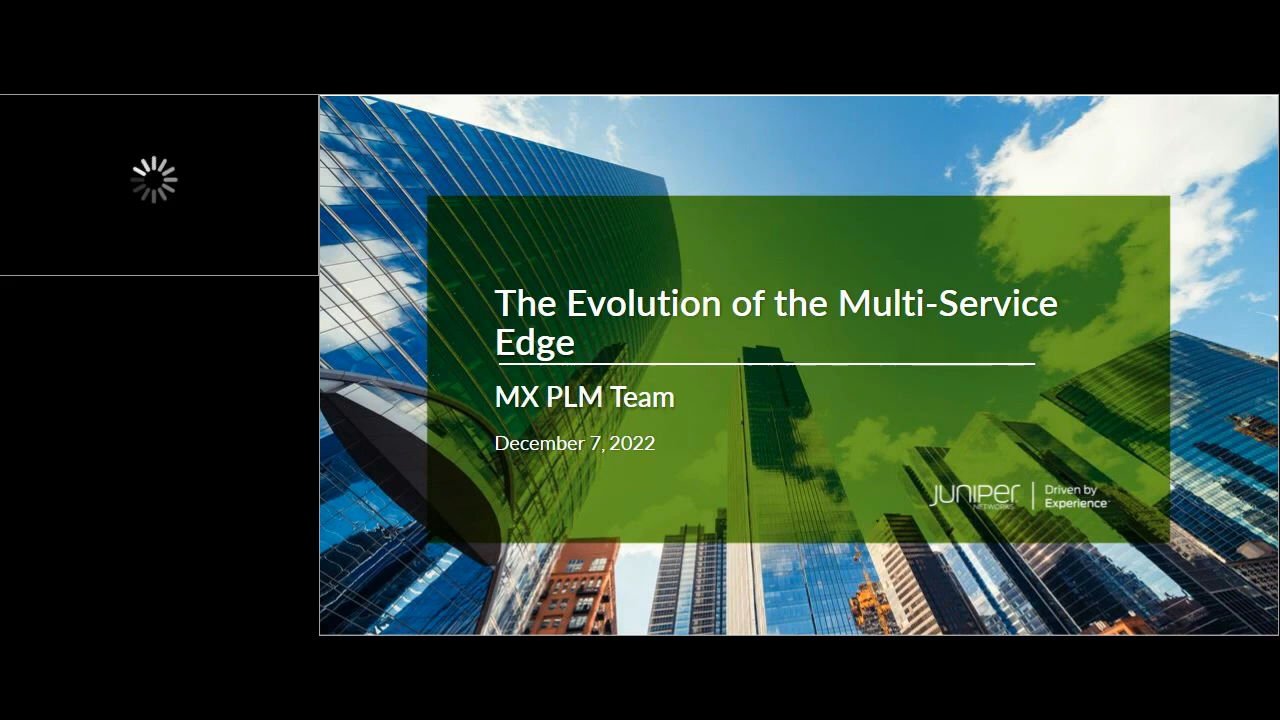 The Evolution of the Multi-Service
Edge
MX PLM Team
December 7, 2022
JUNIPER
NETWORKS
Driven by
Experience